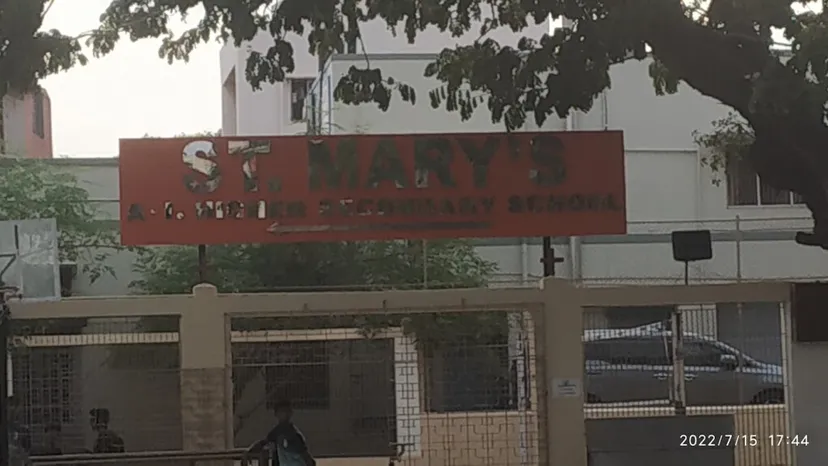 ST. MARY'S
A.I. HIGHER SECONDARY SCHOOL
2022/7/15 17:44